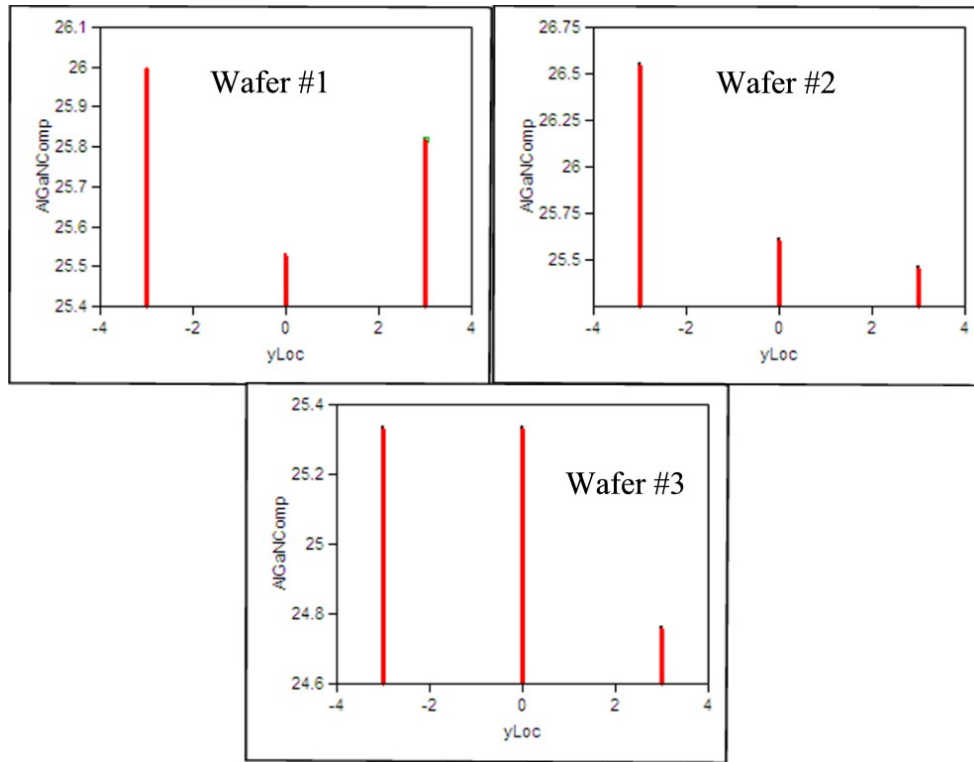 Wafer #1
AlGaNComp
26.1
26
25.9
25.8
25.7
25.6
25.5
25.4
-4 -2 0 2 4
yLoc
Wafer #2
AlGaNComp
26.75
26.5
26.25
26
25.75
25.5
-4 -2 0 2 4
yLoc
Wafer #3
AlGaNComp
25.4
25.2
25
24.8
24.6
-4 -2 0 2 4
yLoc